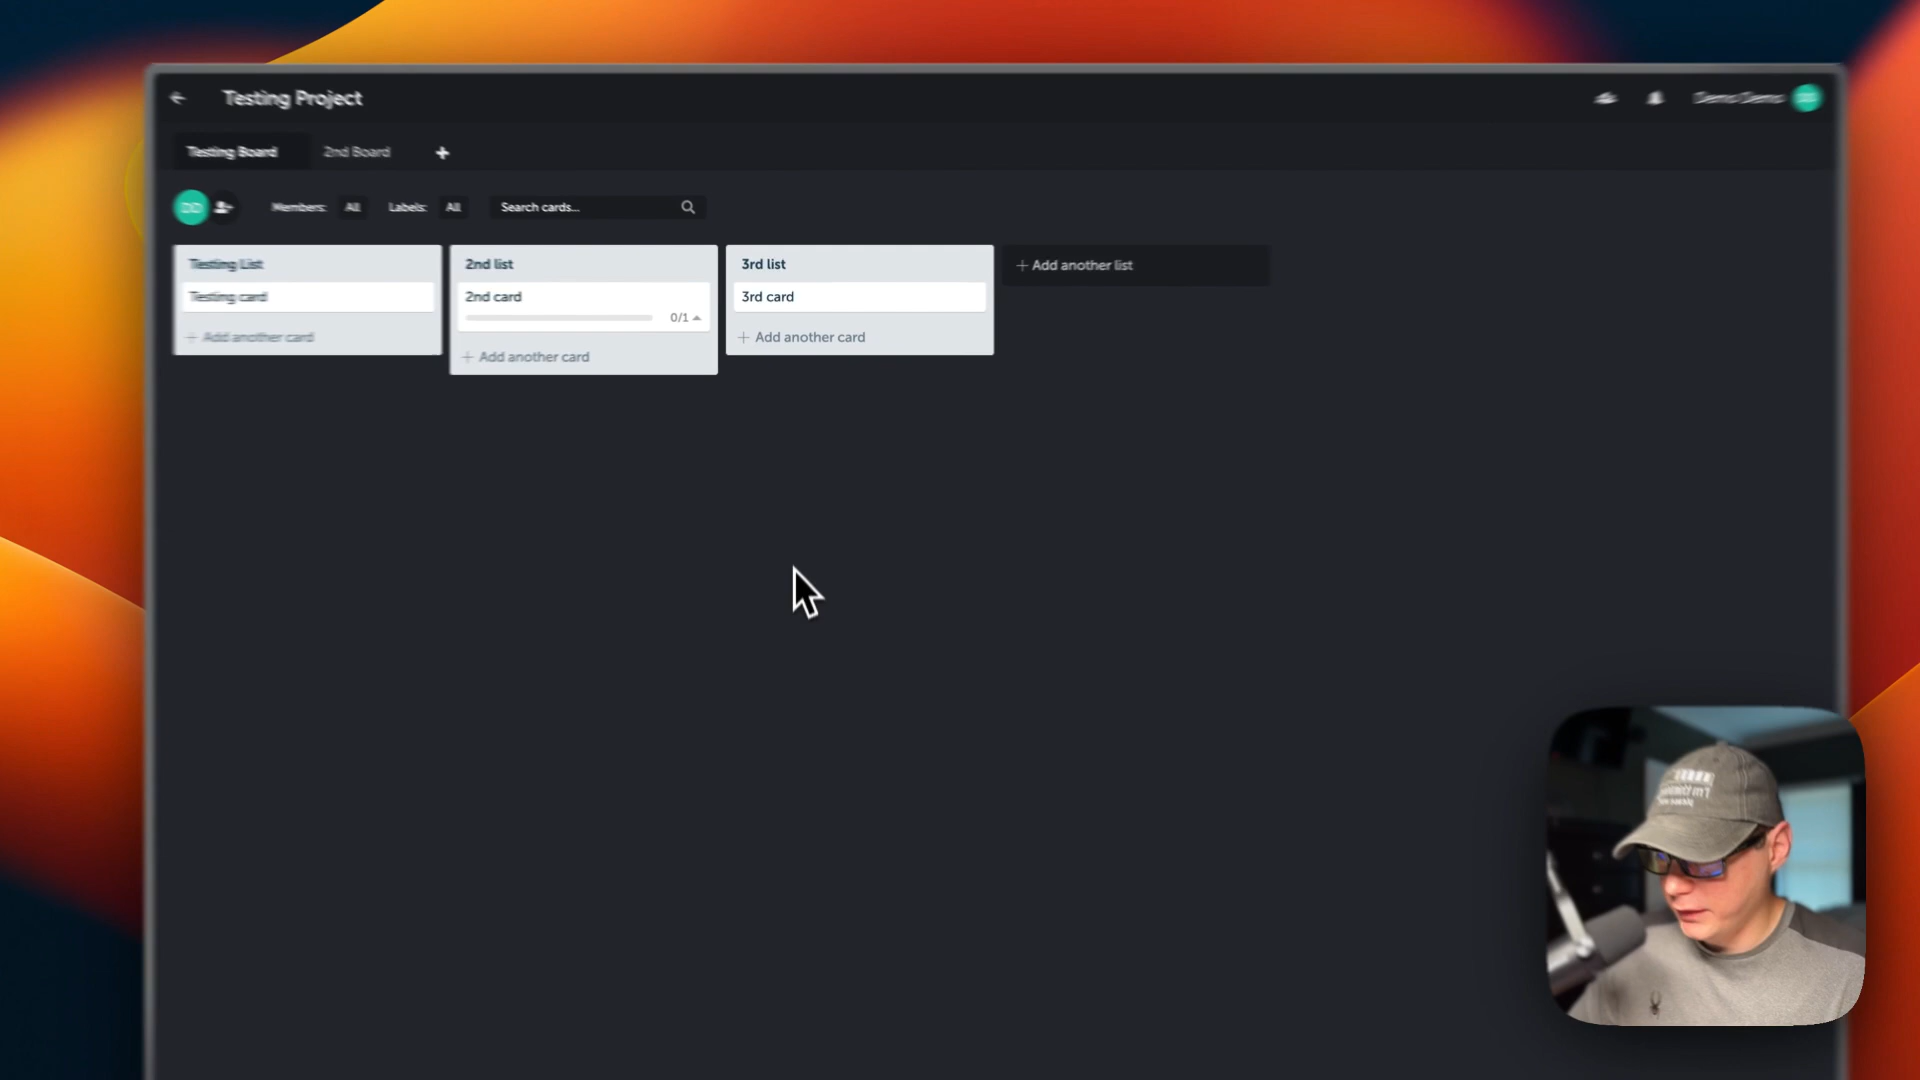 Testing Project
Demo Demo
Testing Board
2nd Board
Members: All
Labels: All
Search cards...
Testing List
Testing card
+ Add another card
2nd list
2nd card
0/1
+ Add another card
3rd list
3rd card
+ Add another card
+ Add another list